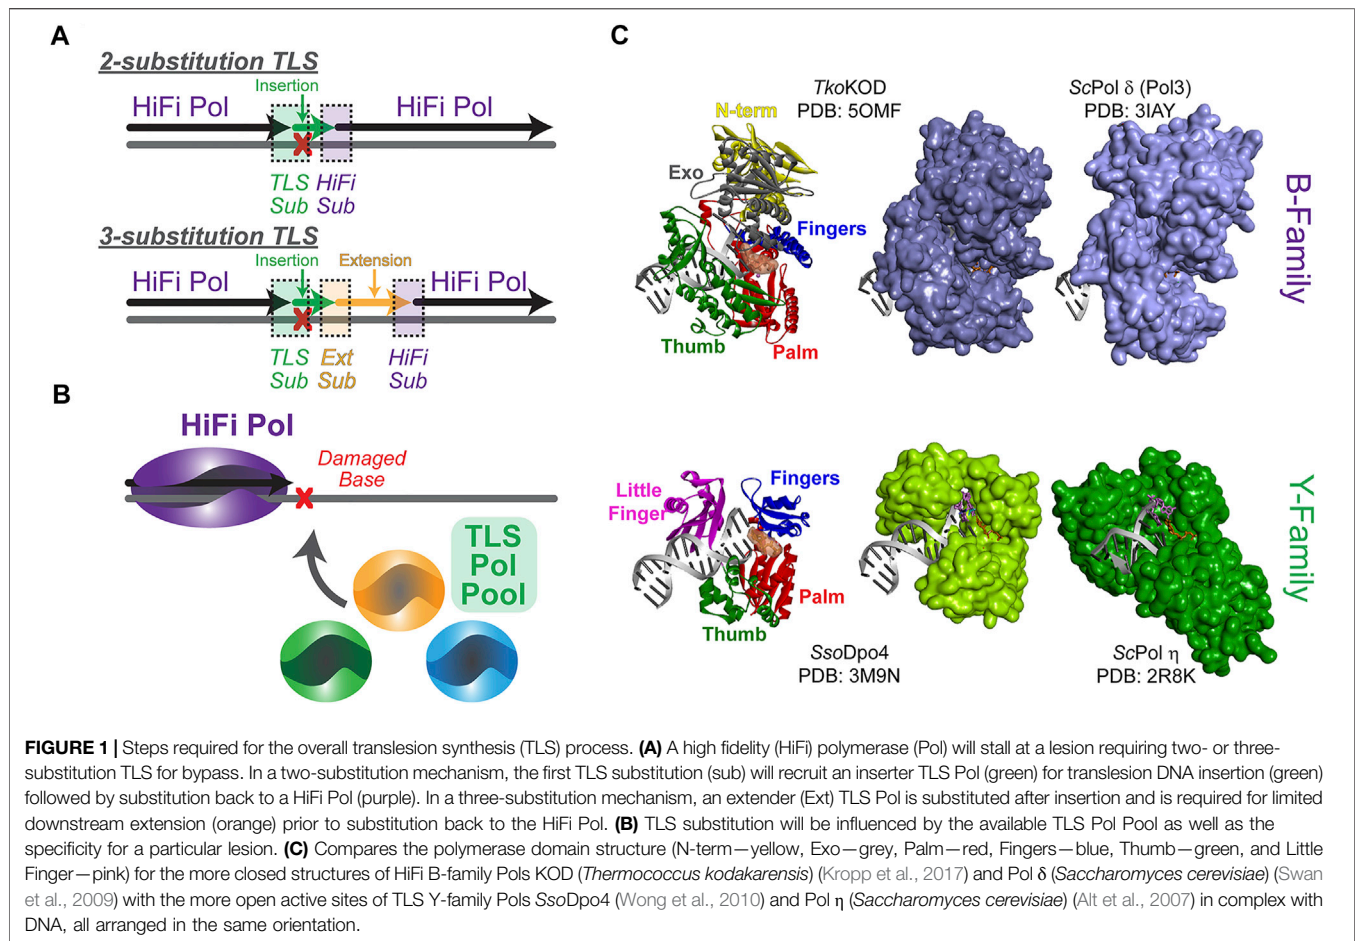 A
2-substitution TLS
Insertion
HiFi Pol
HiFi Pol
TLS HiFi
Sub Sub
3-substitution TLS
Insertion
Extension
HiFi Pol
HiFi Pol
TLS Ext HiFi
Sub Sub Sub
B
HiFi Pol
Damaged
Base
TLS
Pol
Pool
C
TkoKOD
PDB: 5OMF
ScPol δ (Pol3)
PDB: 3IAY
N-term
Exo
Fingers
Thumb
Palm
B-Family
Little
Finger
Fingers
Palm
Thumb
SsoDpo4
PDB: 3M9N
ScPol η
PDB: 2R8K
Y-Family
FIGURE 1 | Steps required for the overall translesion synthesis (TLS) process. (A) A high fidelity (HiFi) polymerase (Pol) will stall at a lesion requiring two- or three-
substitution TLS for bypass. In a two-substitution mechanism, the first TLS substitution (sub) will recruit an inserter TLS Pol (green) for translesion DNA insertion (green)
followed by substitution back to a HiFi Pol (purple). In a three-substitution mechanism, an extender (Ext) TLS Pol is substituted after insertion and is required for limited
downstream extension (orange) prior to substitution back to the HiFi Pol. (B) TLS substitution will be influenced by the available TLS Pol Pool as well as the
specificity for a particular lesion. (C) Compares the polymerase domain structure (N-term—yellow, Exo—grey, Palm—red, Fingers—blue, Thumb—green, and Little
Finger—pink) for the more closed structures of HiFi B-family Pols KOD (Thermococcus kodakarensis) (Kropp et al., 2017) and Pol δ (Saccharomyces cerevisiae) (Swan
et al., 2009) with the more open active sites of TLS Y-family Pols SsoDpo4 (Wong et al., 2010) and Pol η (Saccharomyces cerevisiae) (Alt et al., 2007) in complex with
DNA, all arranged in the same orientation.